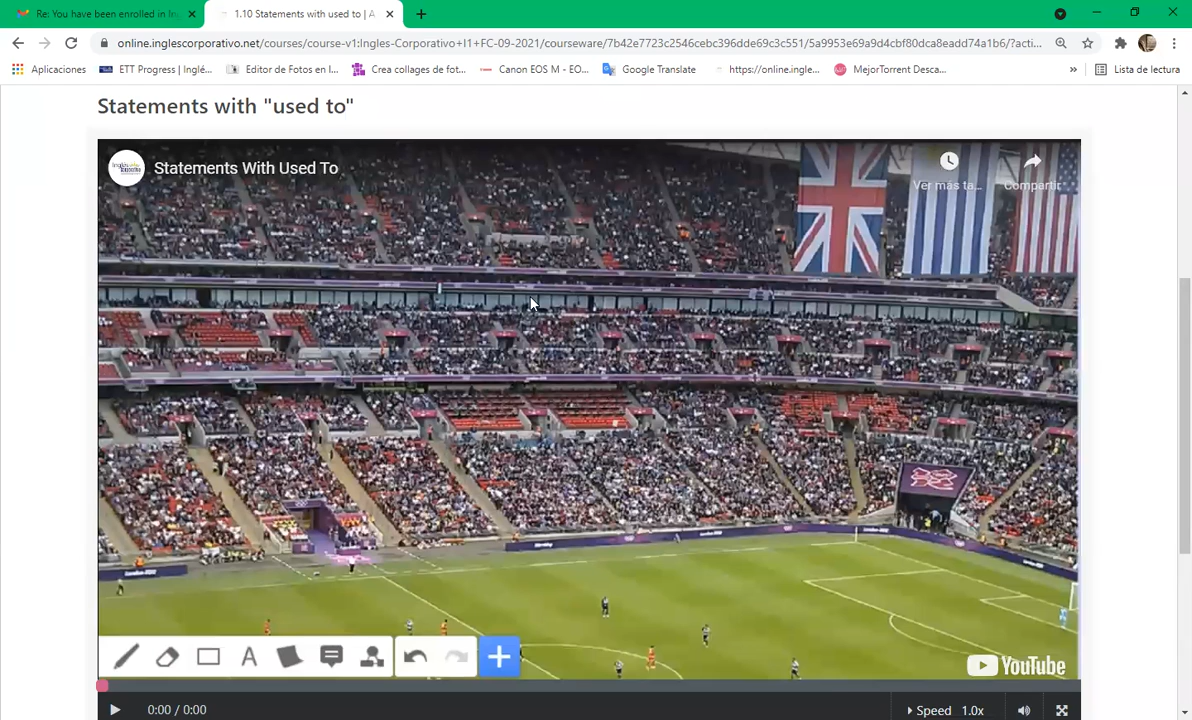 Re: You have been enrolled in In
1.10 Statements with used to | A
online.inglescorporativo.net/courses/course-v1:Ingles-Corporativo+I1+FC-09-2021/courseware/7b42e7723c2546cebc396dde69c3c551/5a9953e69a9d4cbf80dca8eadd74a1b6/?acti...
Aplicaciones
ETT Progress | Inglé...
Editor de Fotos en l...
Crea collages de fot...
Canon EOS M - EO...
Google Translate
https://online.ingle...
MejorTorrent Desca...
»
Lista de lectura
Statements with "used to"
Statements With Used To
Ver más ta...
Compartir
A
YouTube
0:00 / 0:00
Speed 1.0x